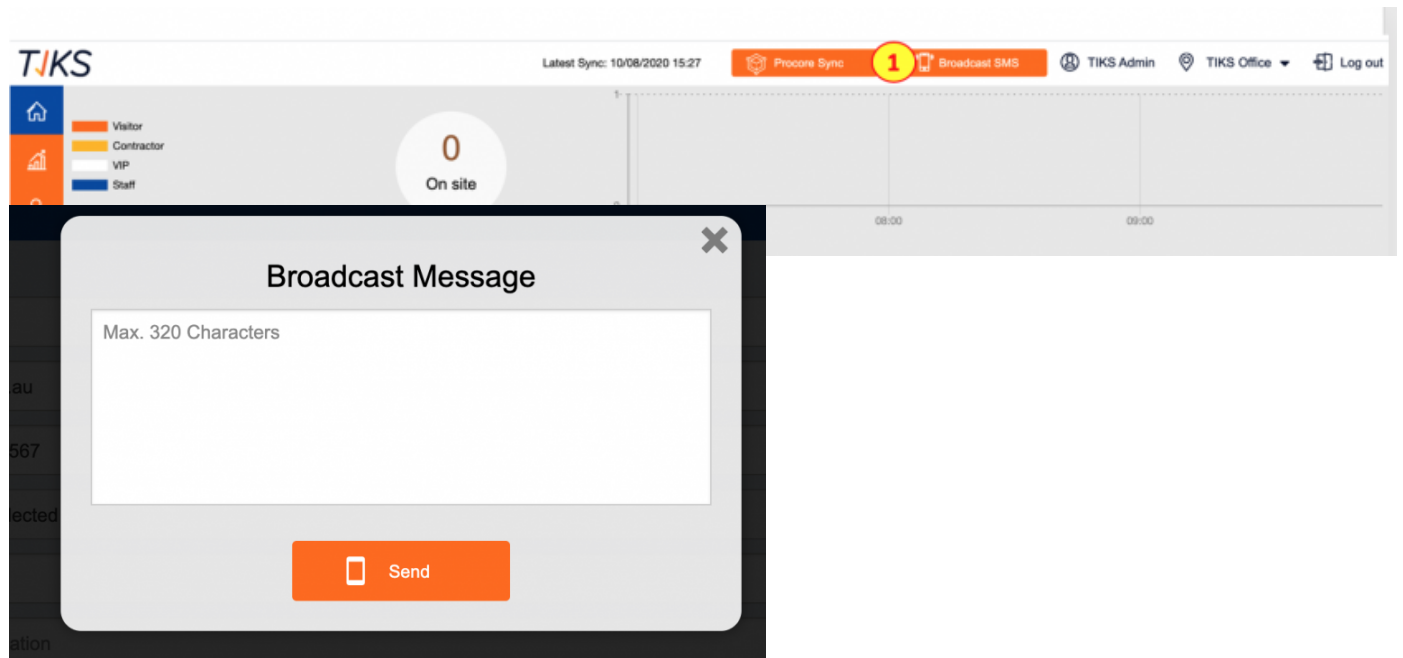 TIKS
Latest Sync: 10/08/2020 15:27
Procore Sync
1
Broadcast SMS
TIKS Admin
TIKS Office
Log out
Visitor
Contractor
VIP
Staff
0
On site
1
08:00
09:00
Broadcast Message
Max. 320 Characters
.au
567
lected
Send
ation